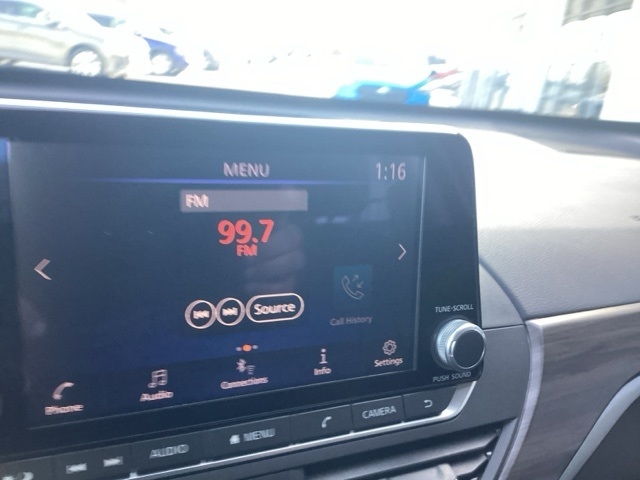 MENU
1:16
FM
99.7
FM
Source
Call History
TUNE·SCROLL
PUSH SOUND
Phone
Audio
Connections
Info
Settings
AUDIO
MENU
CAMERA